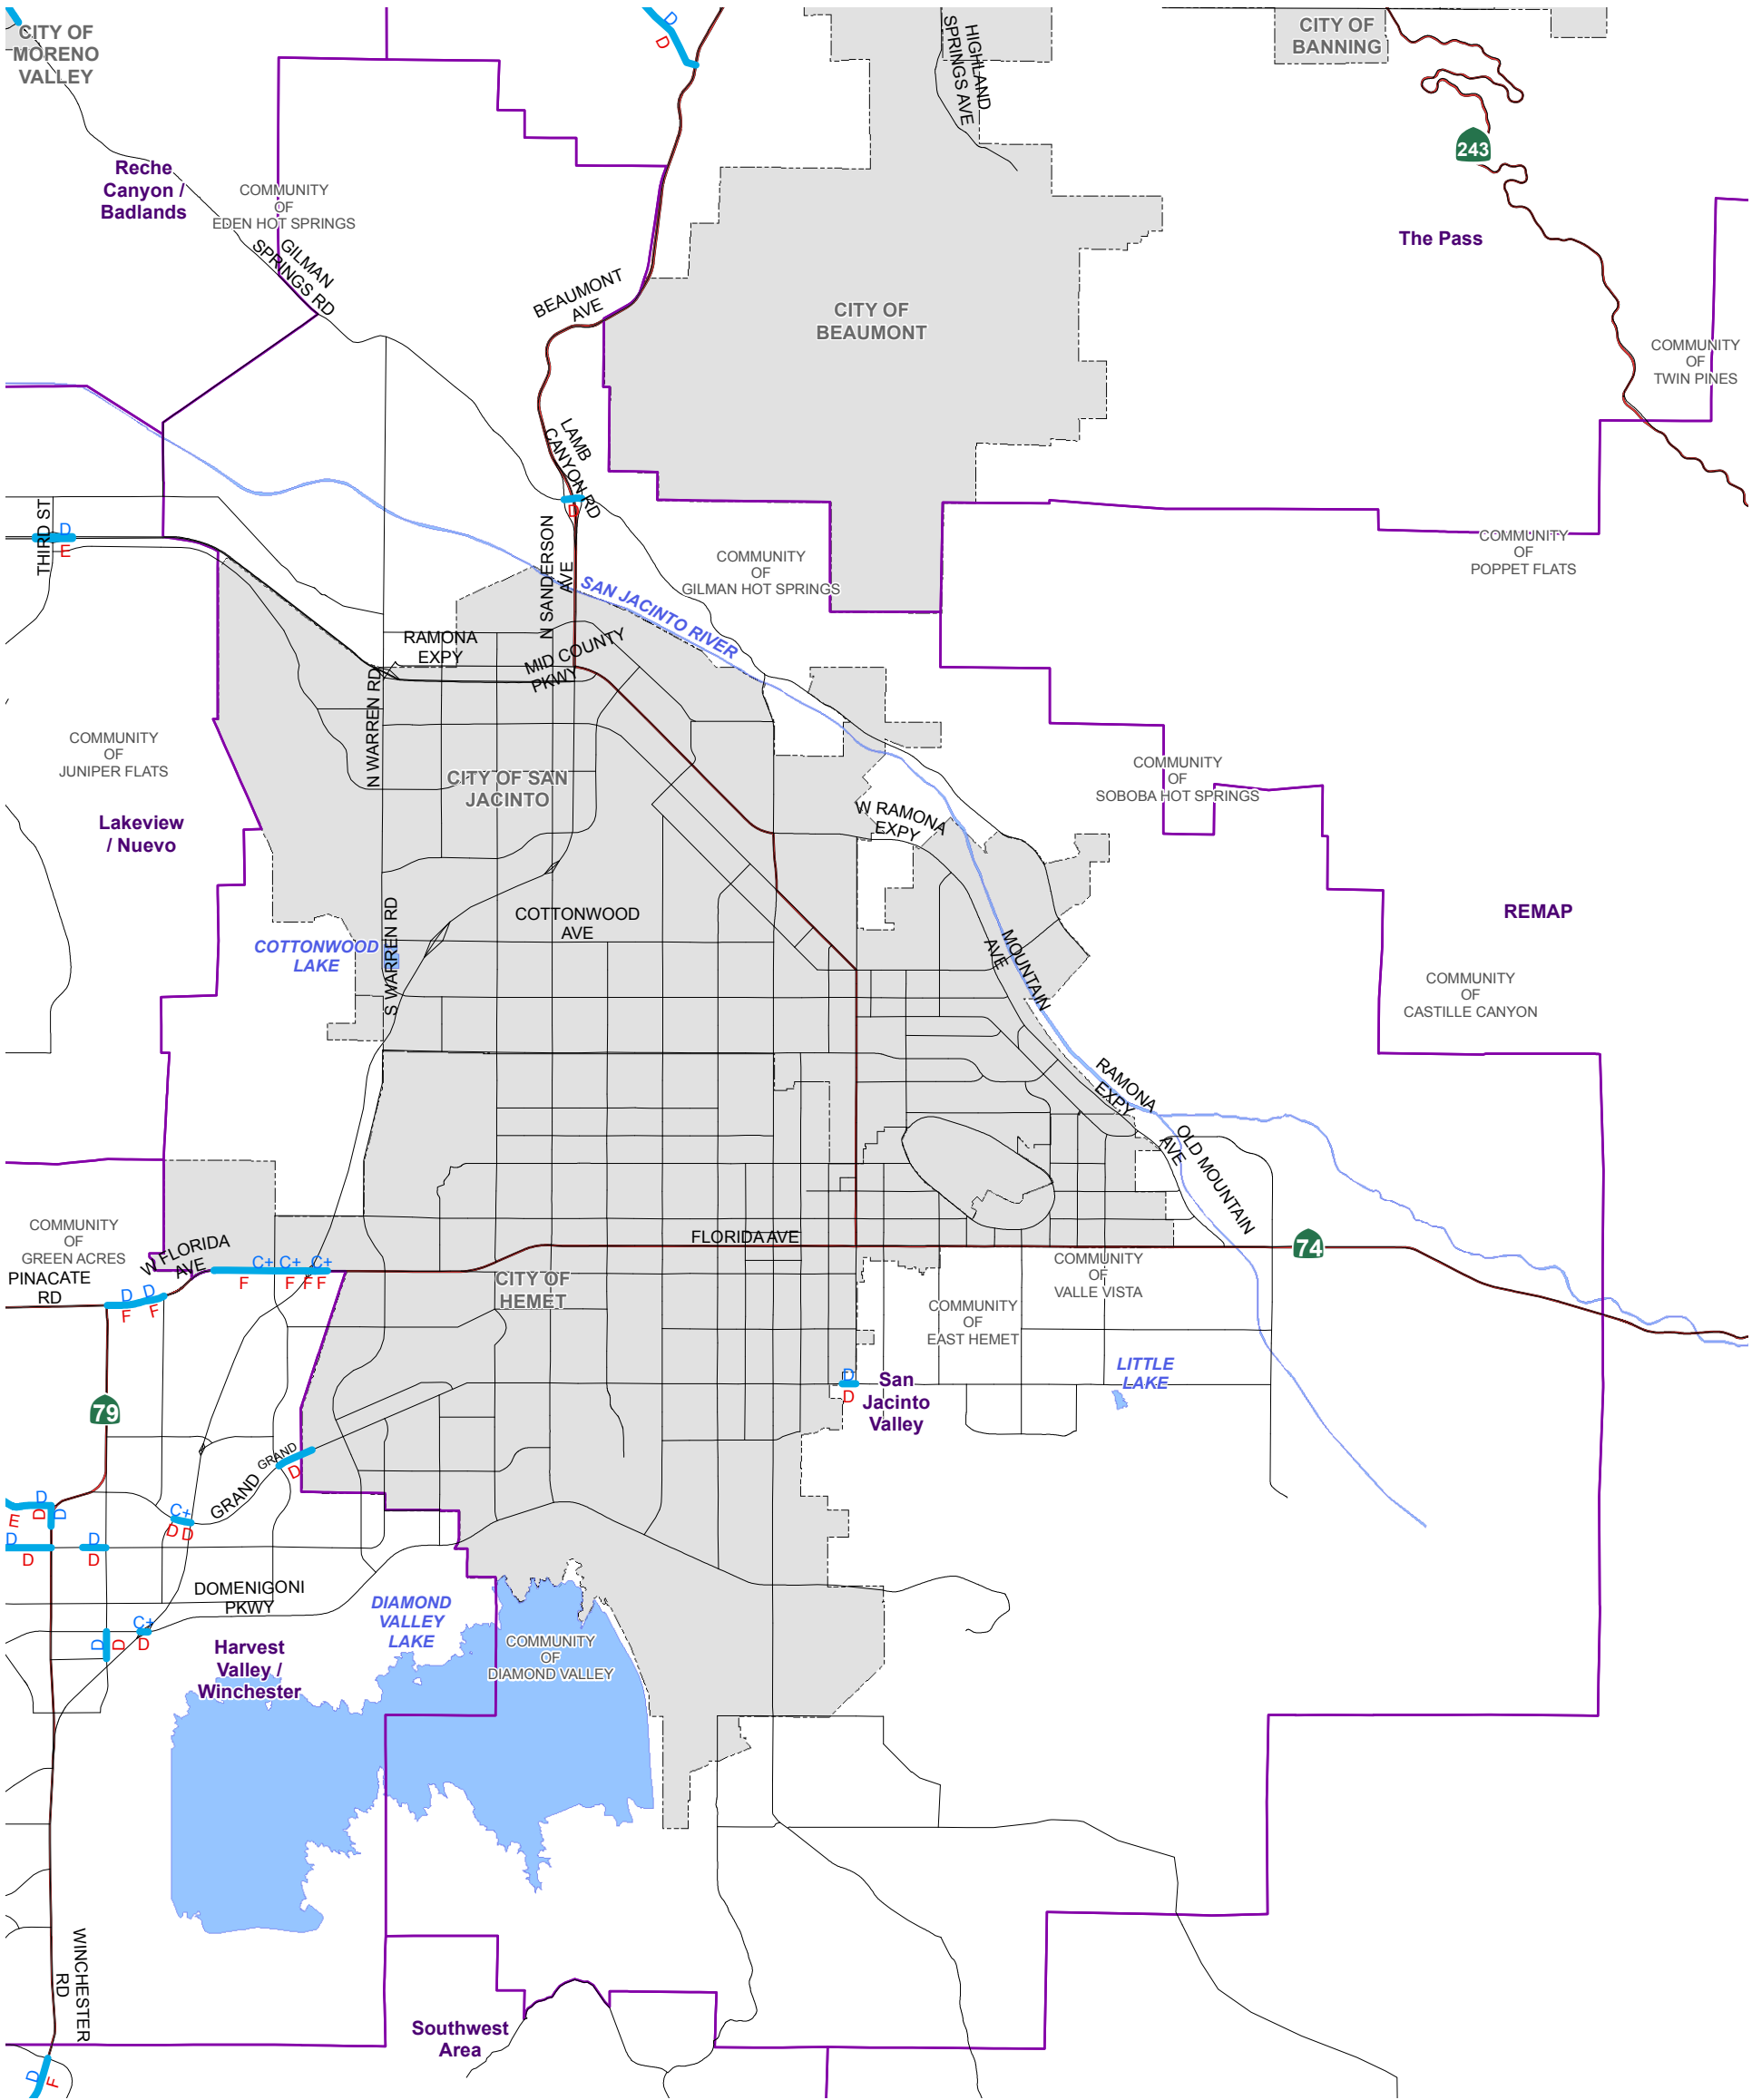 CITY OF
MORENO
VALLEY
D
D
HIGHLAND
SPRINGS AVE
CITY OF
BANNING
243
Reche
Canyon /
Badlands
COMMUNITY
OF
EDEN HOT SPRINGS
The Pass
GILMAN
SPRINGS RD
BEAUMONT
AVE
CITY OF
BEAUMONT
COMMUNITY
OF
TWIN PINES
LAMB
CANYON RD
D
THIRD ST
D
E
N SANDERSON
AVE
COMMUNITY
OF
GILMAN HOT SPRINGS
COMMUNITY
OF
POPPET FLATS
SAN JACINTO RIVER
RAMONA
EXPY
MID COUNTY
PKWY
N WARREN RD
COMMUNITY
OF
JUNIPER FLATS
CITY OF SAN
JACINTO
COMMUNITY
OF
SOBOBA HOT SPRINGS
Lakeview
/ Nuevo
W RAMONA
EXPY
REMAP
COTTONWOOD
AVE
COTTONWOOD
LAKE
S WARREN RD
MOUNTAIN
AVE
COMMUNITY
OF
CASTILLE CANYON
RAMONA
EXPY
OLD MOUNTAIN
AVE
COMMUNITY
OF
GREEN ACRES
W FLORIDA
AVE
FLORIDA AVE
74
C+ C+ C+
F F F F
PINACATE
RD
D D
F F
CITY OF
HEMET
COMMUNITY
OF
VALLE VISTA
COMMUNITY
OF
EAST HEMET
LITTLE
LAKE
D
D
San
Jacinto
Valley
79
GRAND
D
GRAND
D
E
D
D
C+
D D
D
D
D
D
DOMENIGONI
PKWY
C+
D
D
D
DIAMOND
VALLEY
LAKE
COMMUNITY
OF
DIAMOND VALLEY
Harvest
Valley /
Winchester
WINCHESTER
RD
Southwest
Area
D
F